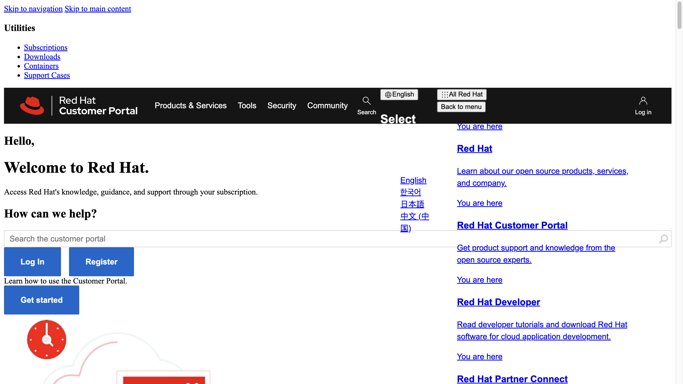 Skip to navigation Skip to main content
Utilities
Subscriptions
Downloads
Containers
Support Cases
Red Hat
Customer Portal
Products & Services
Tools
Security
Community
Search
English
Select
All Red Hat
Back to menu
Log in
Hello,
Welcome to Red Hat.
Access Red Hat's knowledge, guidance, and support through your subscription.
How can we help?
Search the customer portal
Log In
Register
Learn how to use the Customer Portal.
Get started
English
한국어
日本語
中文 (中
国)
You are here
Red Hat
Learn about our open source products, services,
and company.
You are here
Red Hat Customer Portal
Get product support and knowledge from the
open source experts.
You are here
Red Hat Developer
Read developer tutorials and download Red Hat
software for cloud application development.
You are here
Red Hat Partner Connect